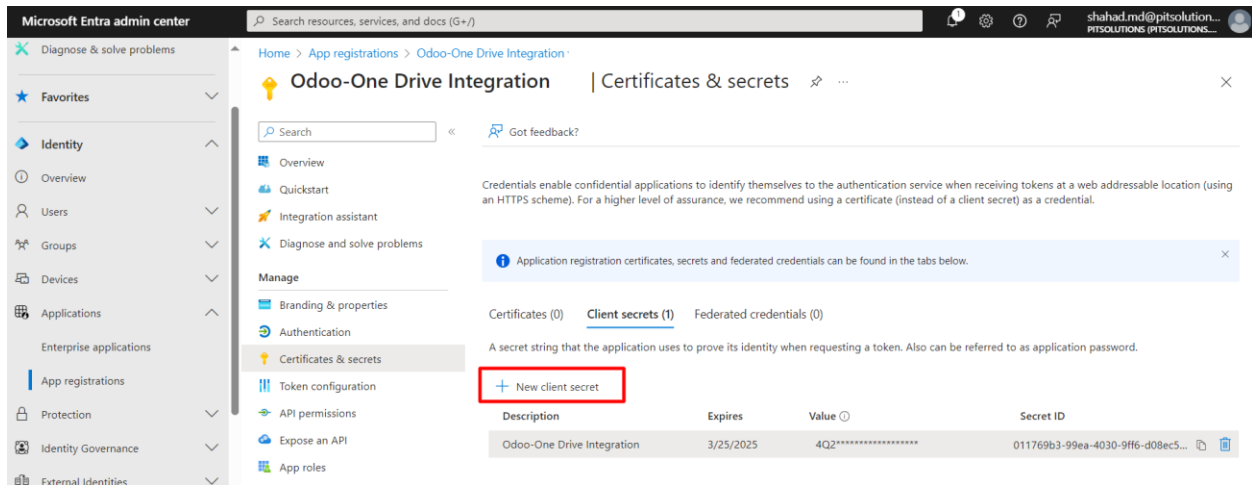 Microsoft Entra admin center
Search resources, services, and docs (G+/)
1
shahad.md@pitsolution...
PITSOLUTIONS (PITSOLUTIONS....
Diagnose & solve problems
Favorites
Identity
Overview
Users
Groups
Devices
Applications
Enterprise applications
App registrations
Protection
Identity Governance
External Identities
Home > App registrations > Odoo-One Drive Integration
Odoo-One Drive Integration | Certificates & secrets
Search
Overview
Quickstart
Integration assistant
Diagnose and solve problems
Manage
Branding & properties
Authentication
Certificates & secrets
Token configuration
API permissions
Expose an API
App roles
Got feedback?
Credentials enable confidential applications to identify themselves to the authentication service when receiving tokens at a web addressable location (using
an HTTPS scheme). For a higher level of assurance, we recommend using a certificate (instead of a client secret) as a credential.
Application registration certificates, secrets and federated credentials can be found in the tabs below.
Certificates (0) Client secrets (1) Federated credentials (0)
A secret string that the application uses to prove its identity when requesting a token. Also can be referred to as application password.
+ New client secret
Description Expires Value Secret ID
Odoo-One Drive Integration 3/25/2025 4Q2****************** 011769b3-99ea-4030-9ff6-d08ec5...